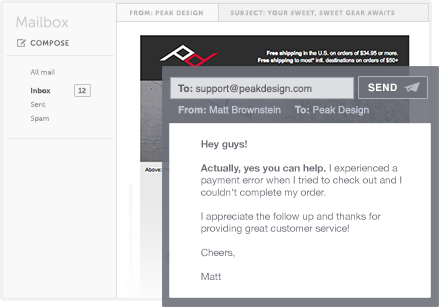 Mailbox
FROM: PEAK DESIGN
SUBJECT: YOUR SWEET, SWEET GEAR AWAITS
COMPOSE
All mail
Inbox 12
Sent
Spam
Free shipping in the U.S. on orders of $34.95 or more.
Free shipping to most* intl. destinations on orders of $50+
Above:
To: support@peakdesign.com
SEND
From: Matt Brownstein To: Peak Design
Hey guys!
Actually, yes you can help. I experienced a
payment error when I tried to check out and I
couldn't complete my order.
I appreciate the follow up and thanks for
providing great customer service!
Cheers,
Matt